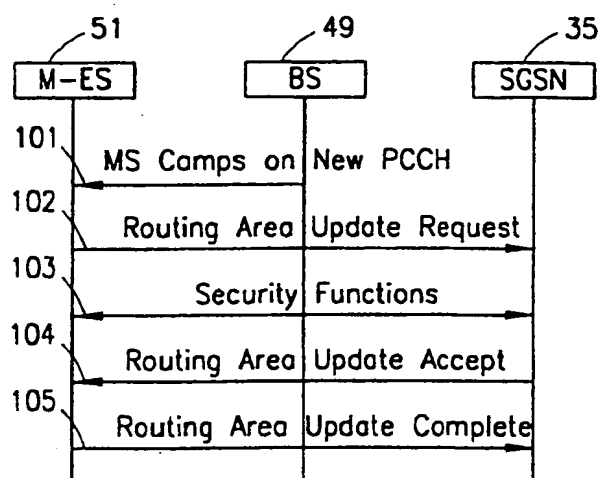 51 49 35
M-ES BS SGSN
101
MS Camps on New PCCH
102
Routing Area Update Request
103
Security Functions
104
Routing Area Update Accept
105
Routing Area Update Complete